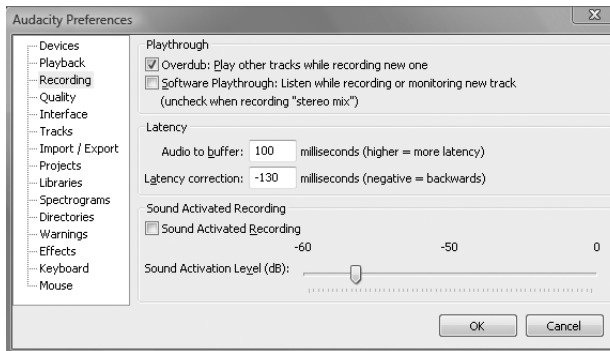 Audacity Preferences
Devices
Playback
Recording
Quality
Interface
Tracks
Import / Export
Projects
Libraries
Spectrograms
Directories
Warnings
Effects
Keyboard
Mouse
Playthrough
Overdub: Play other tracks while recording new one
Software Playthrough: Listen while recording or monitoring new track
(uncheck when recording "stereo mix")
Latency
Audio to buffer: 100 milliseconds (higher = more latency)
Latency correction: -130 milliseconds (negative = backwards)
Sound Activated Recording
Sound Activated Recording
-60 -50 0
Sound Activation Level (dB):
OK Cancel